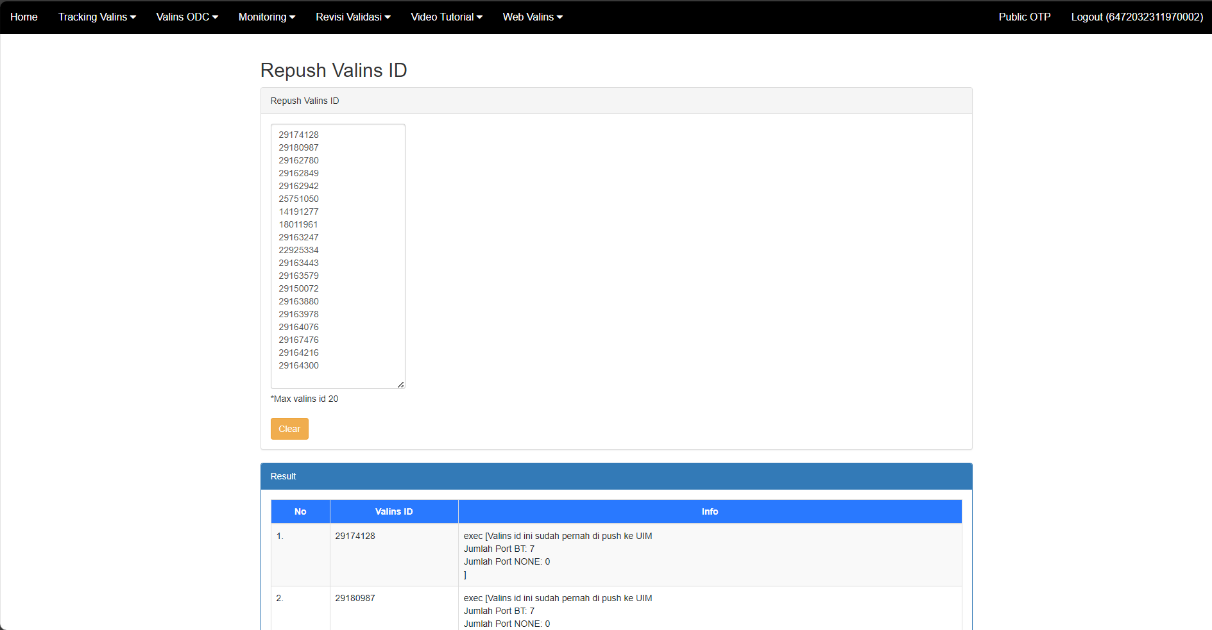 Home Tracking Valins Valins ODC Monitoring Revisi Validasi Video Tutorial Web Valins Public OTP Logout (6472032311970002)
Repush Valins ID
Repush Valins ID
29174128
29180987
29162780
29162849
29162942
25751050
14191277
18011961
29163247
22925334
29163443
29163579
29150072
29163880
29163978
29164076
29167476
29164216
29164300
*Max valins id 20
Clear
Result
No Valins ID Info
1. 29174128 exec [Valins id ini sudah pernah di push ke UIM
Jumlah Port BT: 7
Jumlah Port NONE: 0
]
2. 29180987 exec [Valins id ini sudah pernah di push ke UIM
Jumlah Port BT: 7
Jumlah Port NONE: 0